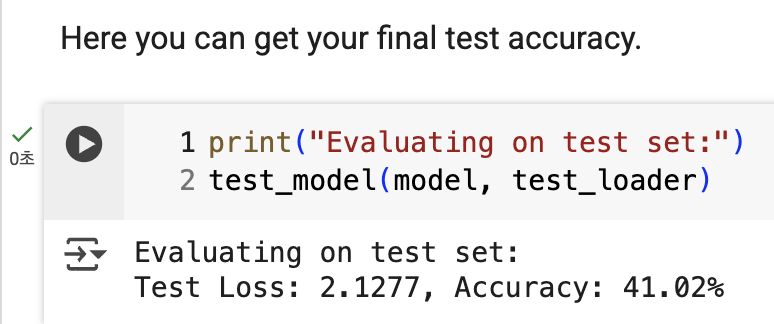 Here you can get your final test accuracy.
0초
1 print("Evaluating on test set:")
2 test_model(model, test_loader)
Evaluating on test set:
Test Loss: 2.1277, Accuracy: 41.02%